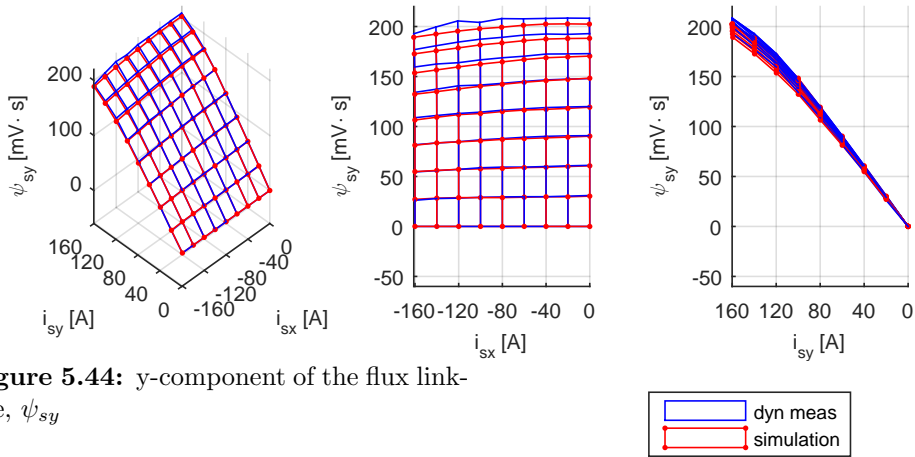 200
100
0
ψsy [mV· s]
160
120
80
40
0
isy [A]
0
-40
-80
-120
-160
isx [A]
200
150
100
50
0
-50
ψsy [mV· s]
-160 -120 -80 -40 0
isx [A]
200
150
100
50
0
-50
ψsy [mV· s]
160 120 80 40 0
isy [A]
gure 5.44: y-component of the flux link-
e, ψsy
dyn meas
simulation